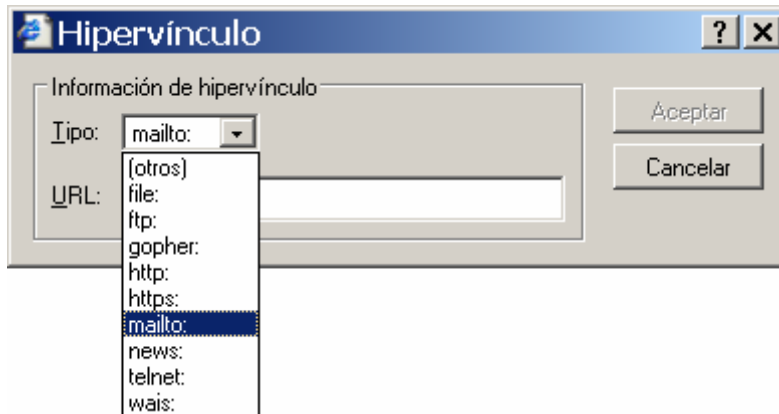 Hipervínculo
Información de hipervínculo
Tipo: mailto:
Aceptar
Cancelar
URL:
(otros)
file:
ftp:
gopher:
http:
https:
mailto:
news:
telnet:
wais: